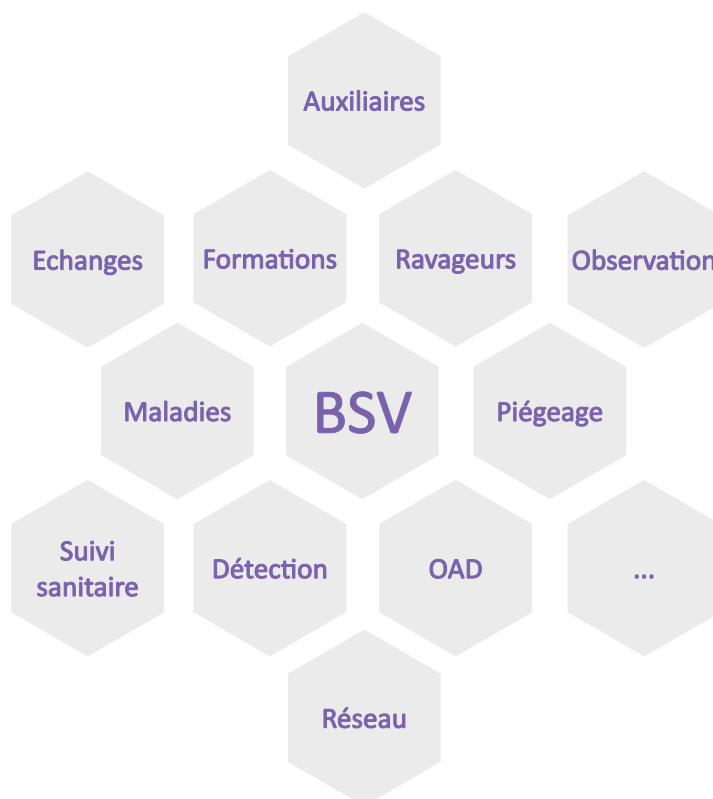 Auxiliaires
Echanges
Formations
Ravageurs
Observation
Maladies
BSV
Piégeage
Suivi
sanitaire
Détection
OAD
...
Réseau